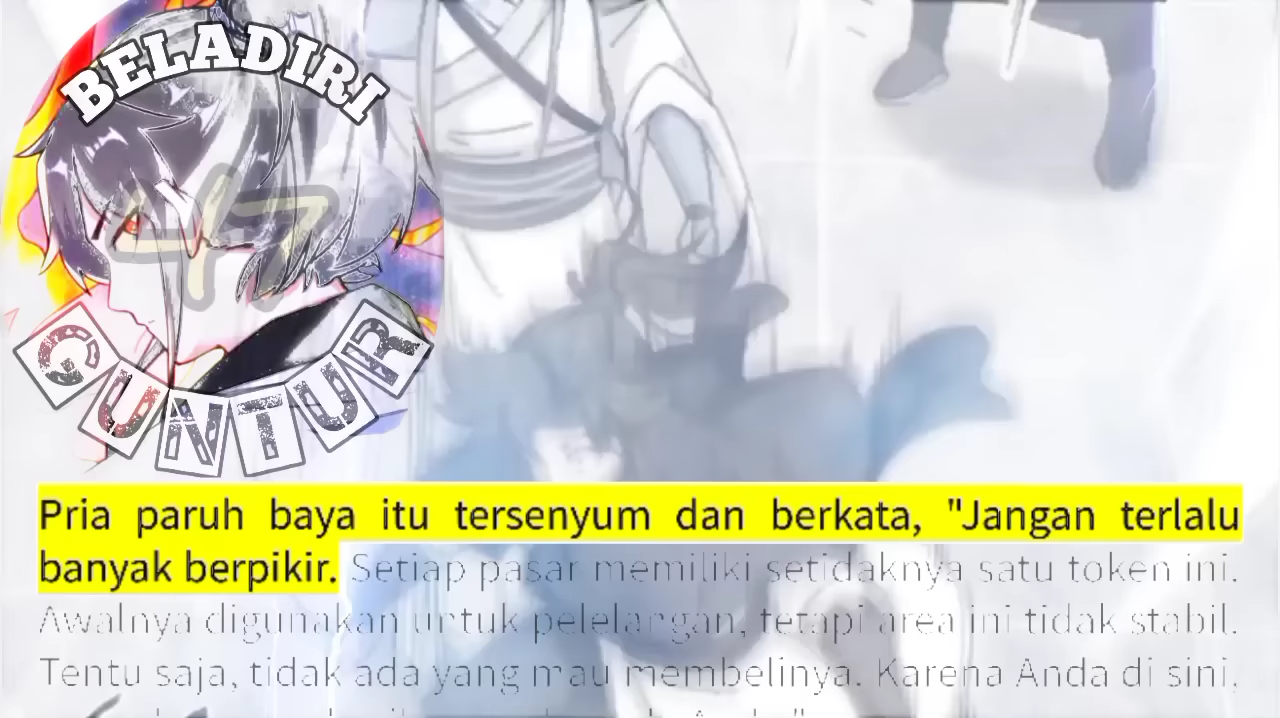 BELADIRI
GUNTUR
Pria paruh baya itu tersenyum dan berkata, "Jangan terlalu
banyak berpikir. Setiap pasar memiliki setidaknya satu token ini.
Awalnya digunakan untuk pelelangan, tetapi area ini tidak stabil.
Tentu saja, tidak ada yang mau membelinya. Karena Anda di sini,